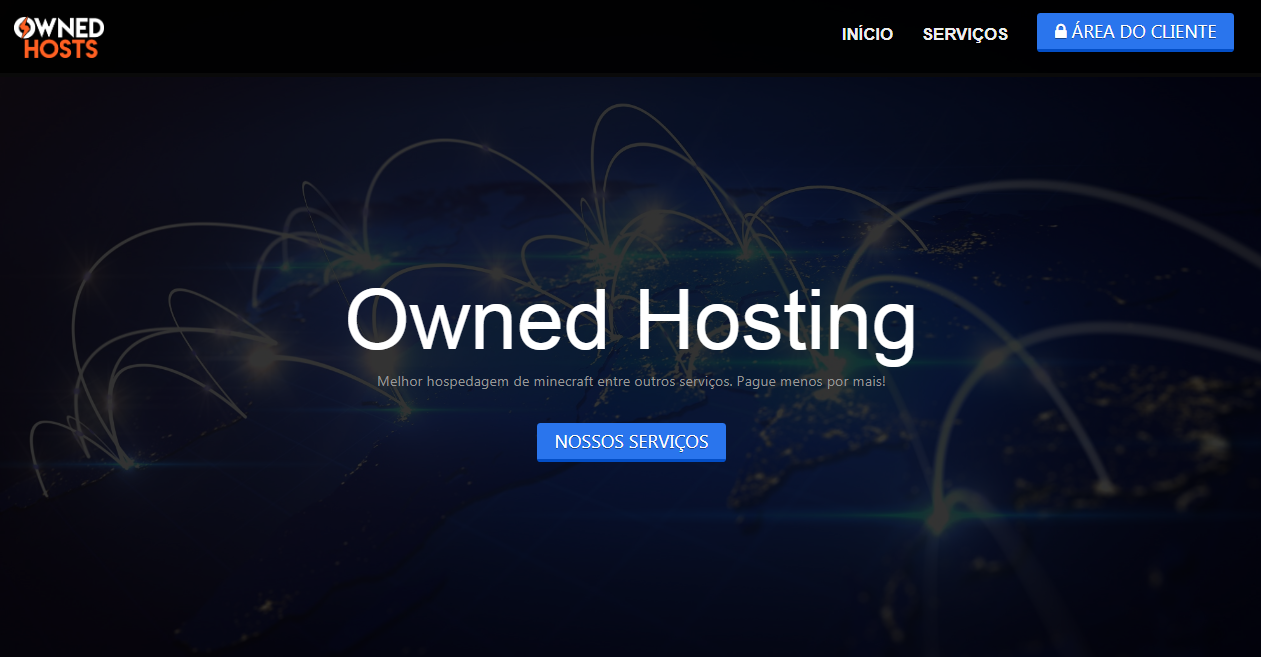 OWNED
HOSTS
INÍCIO
SERVIÇOS
ÁREA DO CLIENTE
Owned Hosting
Melhor hospedagem de minecraft entre outros serviços. Pague menos por mais!
NOSSOS SERVIÇOS